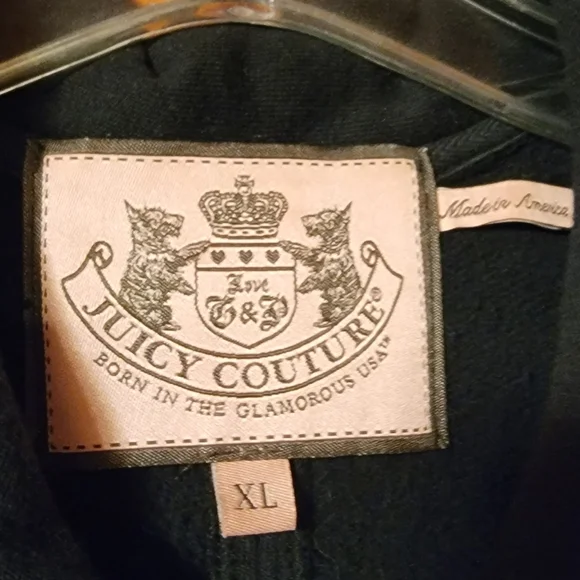 Made in America
Love
G&P
JUICY COUTURE®
BORN IN THE GLAMOROUS USA™
XL